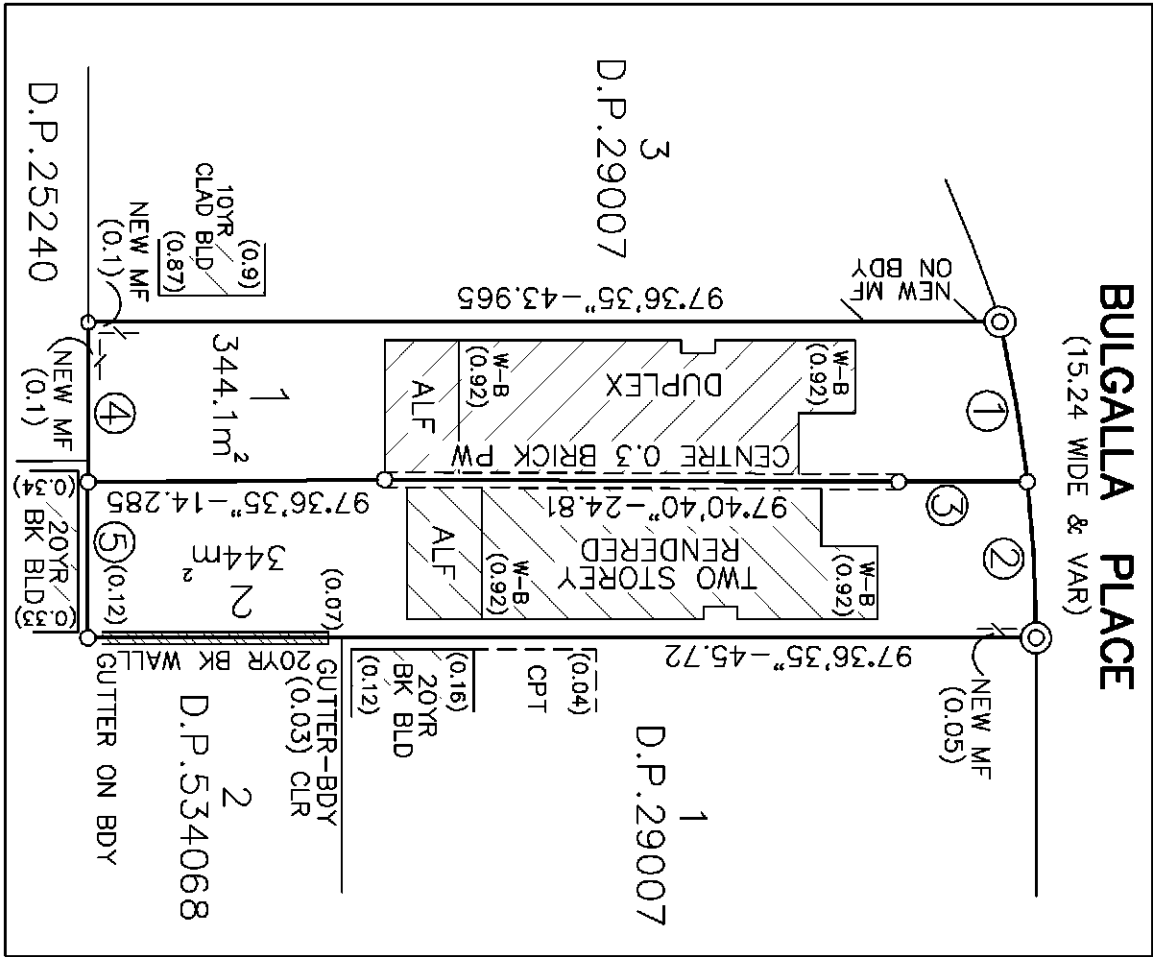 BULGALLA PLACE
(15.24 WIDE & VAR)
3
D.P.29007
NEW MF
ON BDY
97°36'35"-43.965
D.P.25240
10YR
CLAD BLD
(0.9)
(0.87)
NEW MF
(0.1)
NEW MF
(0.1)
1
344.1m²
ALF
W-B
(0.92)
DUPLEX
W-B
(0.92)
CENTRE 0.3 BRICK PW
1
2
3
4
5
97°36'35"-14.285
97°40'40"-24.81
(0.34)
20YR
BK BLD
(0.33)
(0.12)
2
344m²
(0.07)
ALF
W-B
(0.92)
TWO STOREY
RENDERED
W-B
(0.92)
97°36'35"-45.72
NEW MF
(0.05)
20YR BK WALL
GUTTER ON BDY
GUTTER-BDY
(0.03) CLR
2
D.P.534068
(0.16)
20YR
BK BLD
(0.12)
CPT
(0.04)
1
D.P.29007